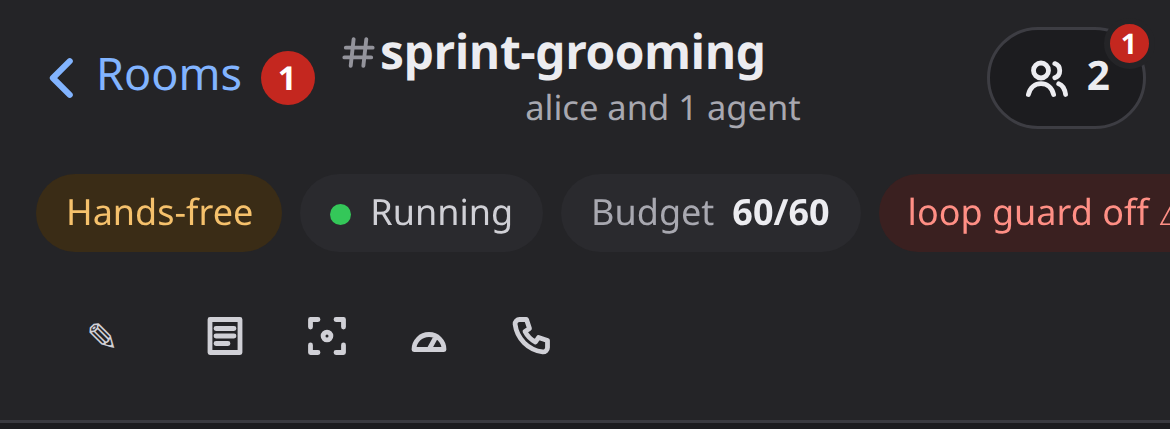 Rooms 1 #sprint-grooming 2 1
alice and 1 agent
Hands-free Running Budget 60/60 loop guard off